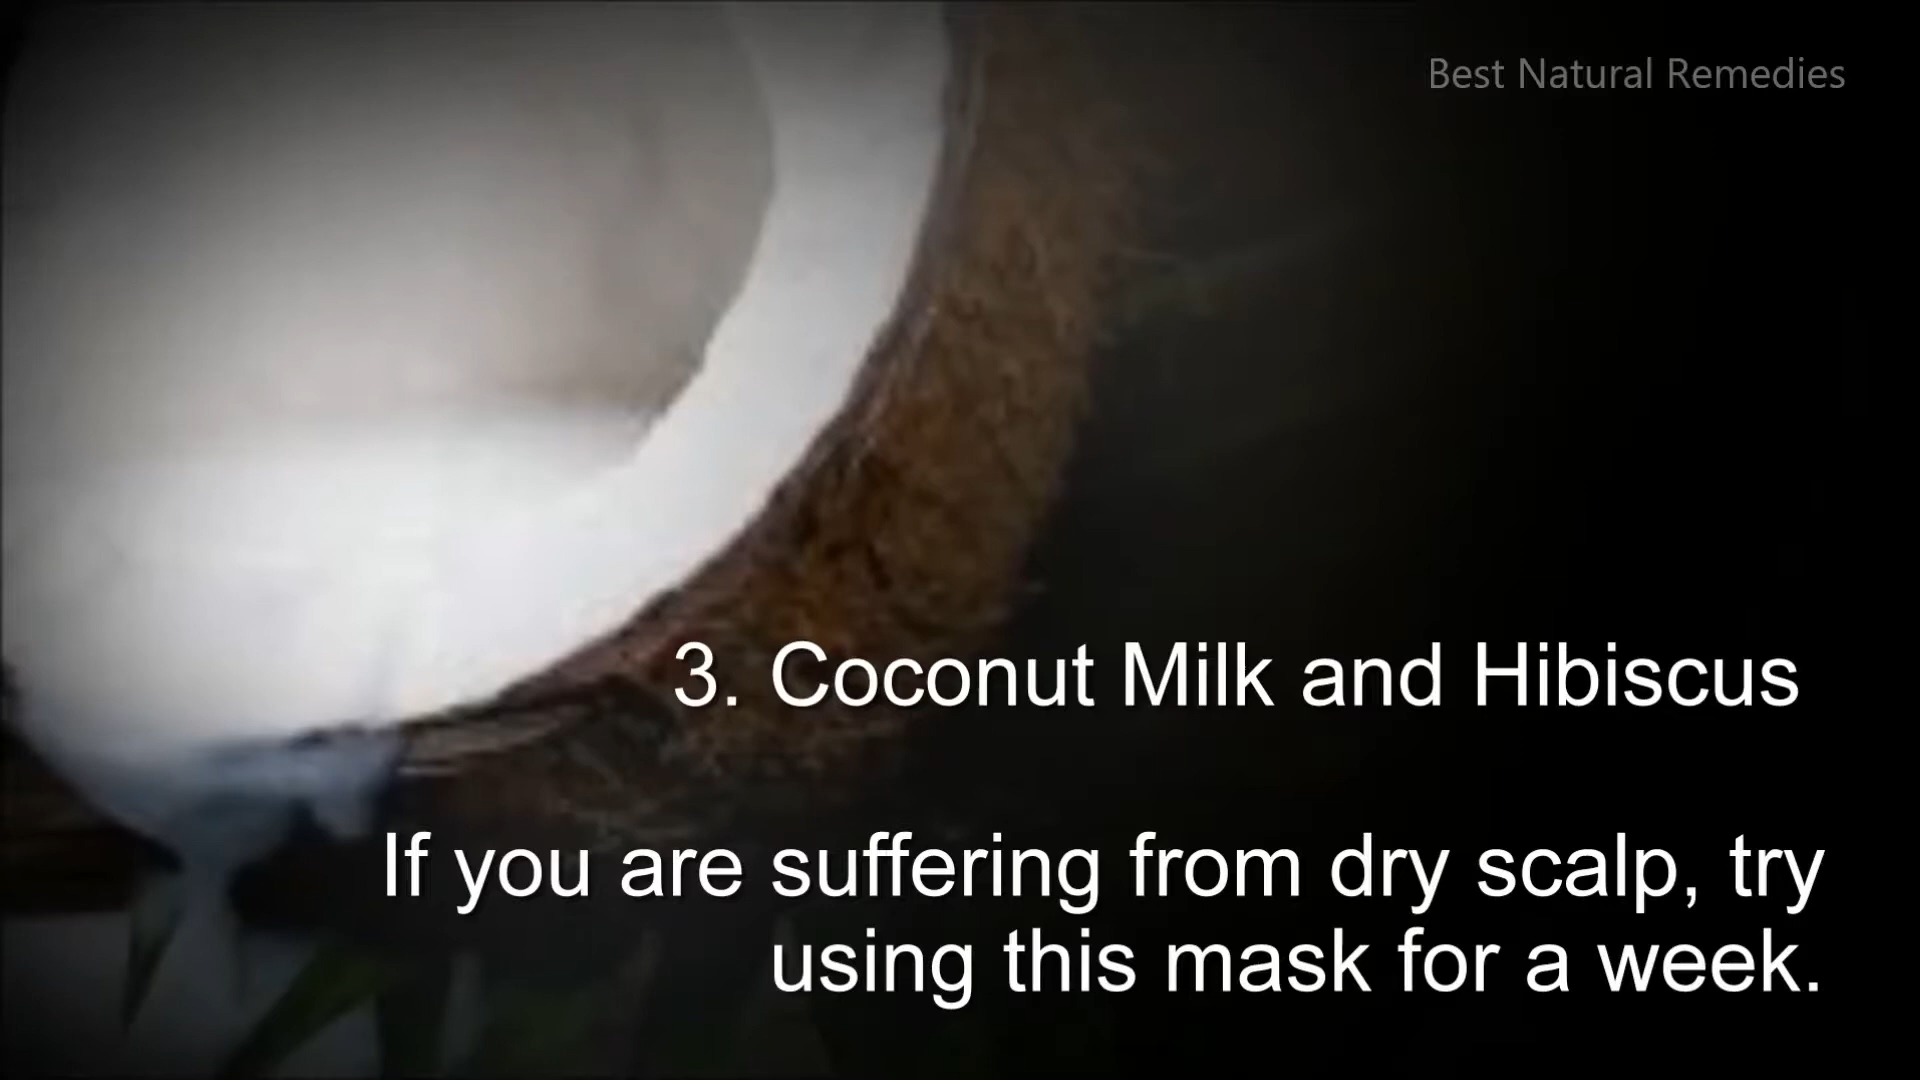 Best Natural Remedies
3. Coconut Milk and Hibiscus
If you are suffering from dry scalp, try
using this mask for a week.